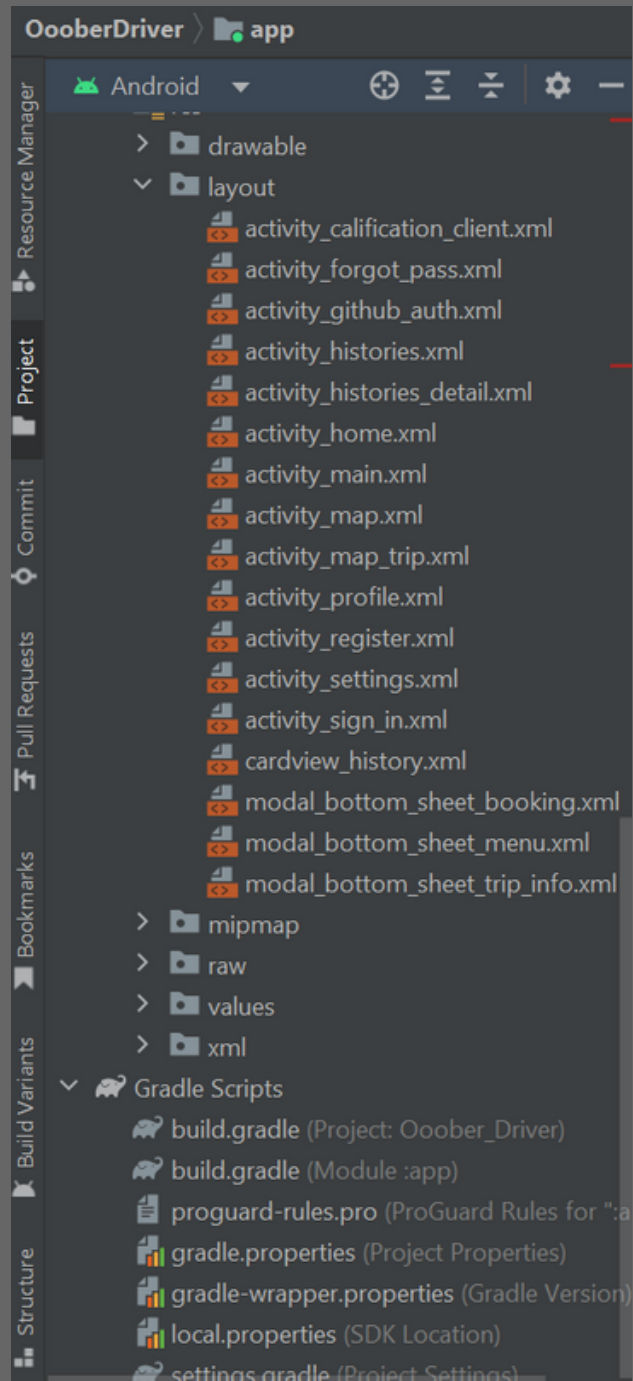 OooberDriver app
Android
Resource Manager
Project
Commit
Pull Requests
Bookmarks
Build Variants
Structure
drawable
layout
activity_calification_client.xml
activity_forgot_pass.xml
activity_github_auth.xml
activity_histories.xml
activity_histories_detail.xml
activity_home.xml
activity_main.xml
activity_map.xml
activity_map_trip.xml
activity_profile.xml
activity_register.xml
activity_settings.xml
activity_sign_in.xml
cardview_history.xml
modal_bottom_sheet_booking.xml
modal_bottom_sheet_menu.xml
modal_bottom_sheet_trip_info.xml
mipmap
raw
values
xml
Gradle Scripts
build.gradle (Project: Ooober_Driver)
build.gradle (Module :app)
proguard-rules.pro (ProGuard Rules for ":a
gradle.properties (Project Properties)
gradle-wrapper.properties (Gradle Version)
local.properties (SDK Location)
settings.gradle (Project Settings)